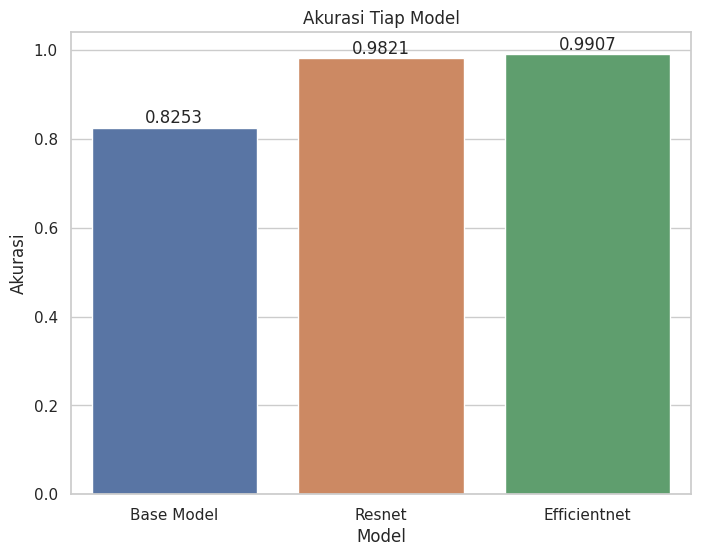 Akurasi Tiap Model
1.0
0.8
0.6
0.4
0.2
0.0
Akurasi
0.8253
0.9821
0.9907
Base Model
Resnet
Efficientnet
Model